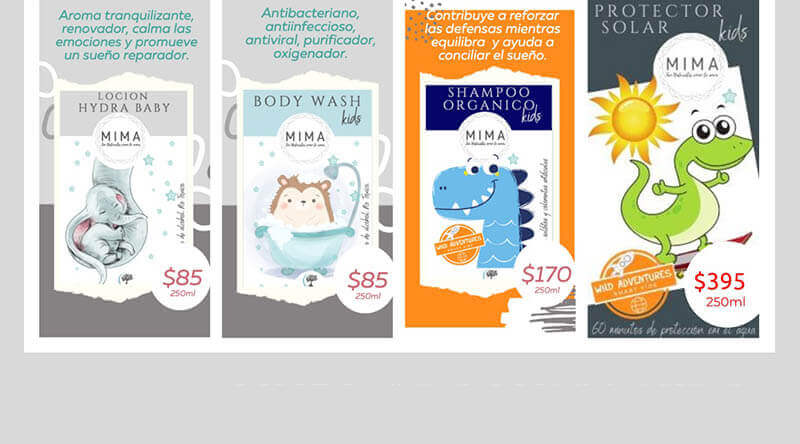 Aroma tranquilizante,
renovador, calma las
emociones y promueve
un sueño reparador.
LOCION
HYDRA BABY
MIMA
$85
250ml
Antibacteriano,
antiinfeccioso,
antiviral, purificador,
oxigenador.
BODY WASH
kids
MIMA
$85
250ml
Contribuye a reforzar
las defensas mientras
equilibra y ayuda a
conciliar el sueño.
SHAMPOO
ORGANICO
kids
MIMA
WILD ADVENTURES
$170
250ml
PROTECTOR
SOLAR
kids
MIMA
WILD ADVENTURES
SMART KIDS
$395
250ml
60 minutos de protección en el agua